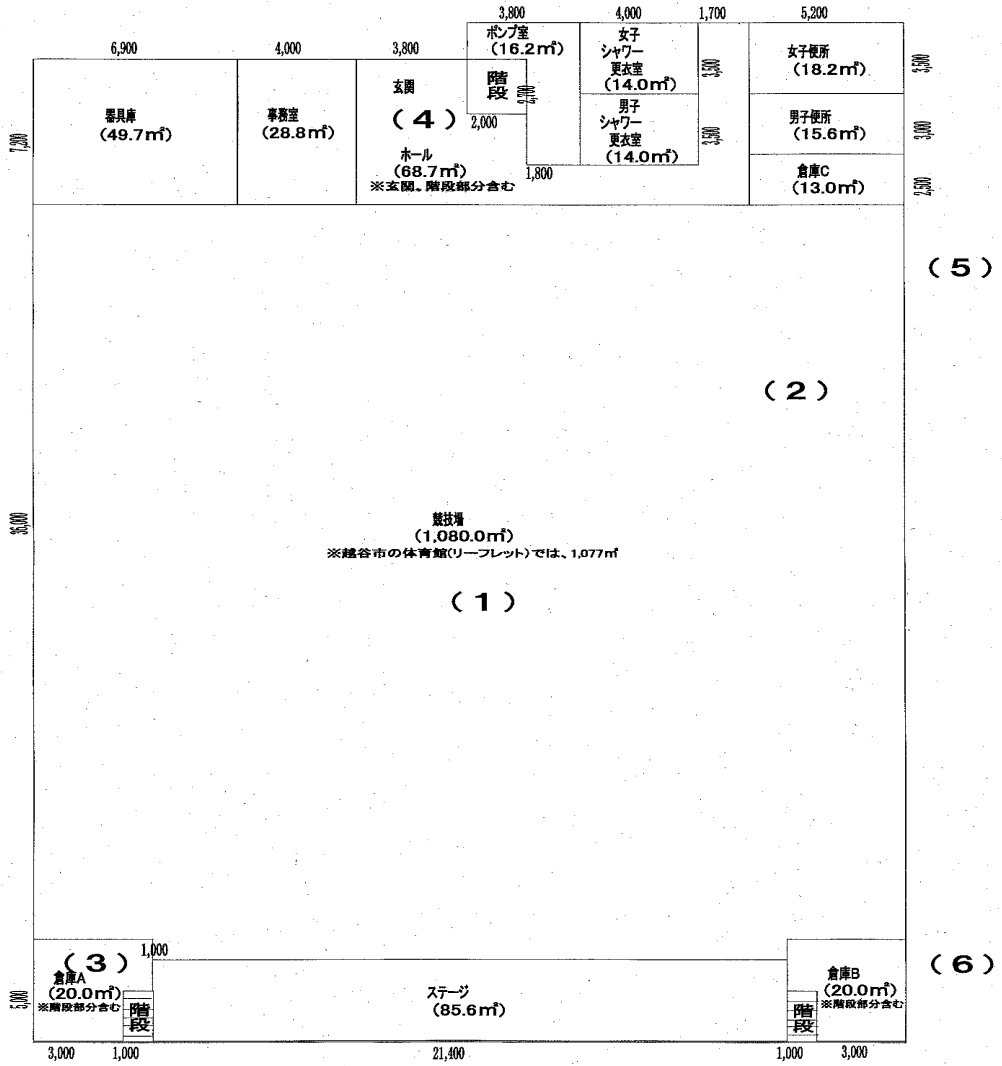 3,800
4,000
1,700
5,200
6,900
4,000
3,800
ポンプ室
(16.2㎡)
女子
シャワー
更衣室
(14.0㎡)
3,500
女子便所
(18.2㎡)
階段
2,700
玄関
(4)
2,000
ホール
(68.7㎡)
※玄関、階段部分含む
1,800
器具庫
(49.7㎡)
7,200
事務室
(28.8㎡)
男子
シャワー
更衣室
(14.0㎡)
3,500
男子便所
(15.6㎡)
3,000
倉庫C
(13.0㎡)
2,500
(5)
(2)
36,000
競技場
(1,080.0㎡)
※越谷市の体育館(リーフレット)では、1,077㎡
(1)
(3)
1,000
倉庫A
(20.0㎡)
※階段部分含む
階段
5,000
ステージ
(85.6㎡)
倉庫B
(20.0㎡)
※階段部分含む
階段
(6)
3,000
1,000
21,400
1,000
3,000